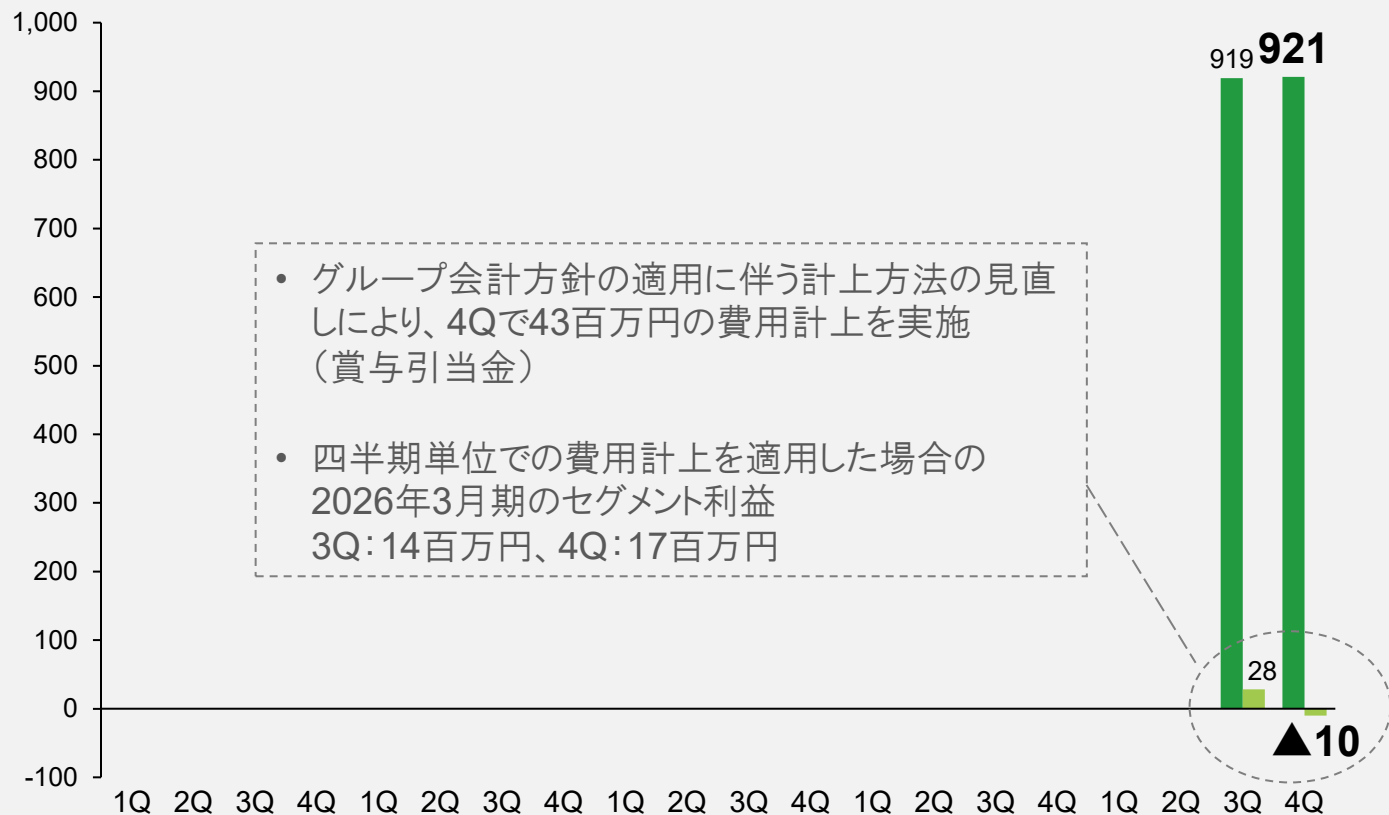 1,000
900
800
700
600
500
400
300
200
100
0
-100
919 921
• グループ会計方針の適用に伴う計上方法の見直
しにより、4Qで43百万円の費用計上を実施
（賞与引当金）
• 四半期単位での費用計上を適用した場合の
2026年3月期のセグメント利益
3Q：14百万円、4Q：17百万円
28
▲10
1Q 2Q 3Q 4Q 1Q 2Q 3Q 4Q 1Q 2Q 3Q 4Q 1Q 2Q 3Q 4Q 1Q 2Q 3Q 4Q